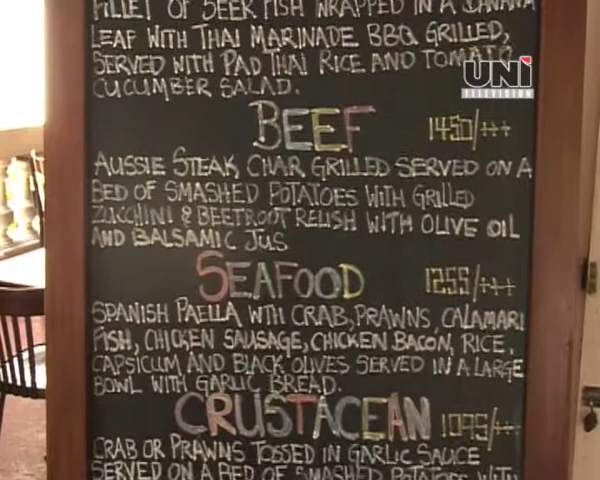 FILLET OF SEER FISH WRAPPED IN A BANANA
LEAF WITH THAI MARINADE BBQ GRILLED,
SERVED WITH PAD THAI RICE AND TOMATO
CUCUMBER SALAD.
UNi
TELEVISION
BEEF 1450/+++
AUSSIE STEAK, CHAR GRILLED SERVED ON A
BED OF SMASHED POTATOES WITH GRILLED
ZUCCHINI & BEETROOT RELISH WITH OLIVE OIL
AND BALSAMIC JUS
SEAFOOD 1255/+++
SPANISH PAELLA WTH CRAB, PRAWNS, CALAMARI
FISH, CHICKEN SAUSAGE, CHICKEN BACON, RICE,
CAPSICUM AND BLACK OLIVES SERVED IN A LARGE
BOWL WITH GARLIC BREAD.
CRUSTACEAN 1095/++
CRAB OR PRAWNS TOSSED IN GARLIC SAUCE
SERVED ON A BED OF SMASHED POTATOES WITH